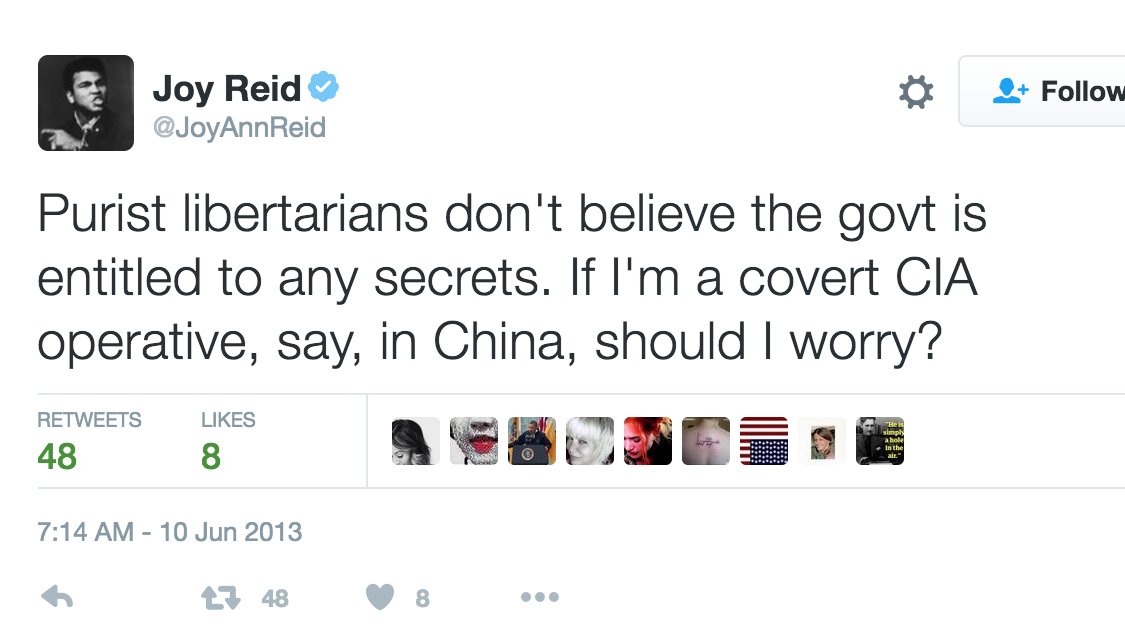 Joy Reid
@JoyAnnReid
Follow
Purist libertarians don't believe the govt is
entitled to any secrets. If I'm a covert CIA
operative, say, in China, should I worry?
RETWEETS LIKES
48 8
"He is
simply
a hole
in the
air."
7:14 AM - 10 Jun 2013
48 8